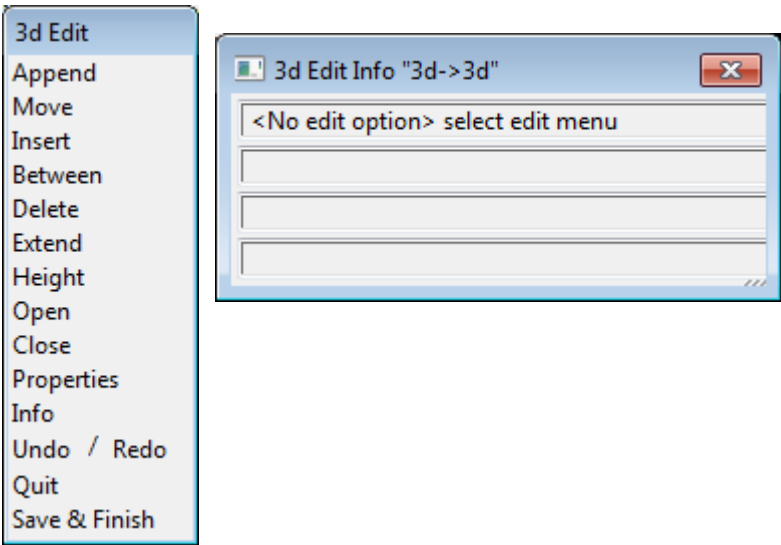 3d Edit
Append
Move
Insert
Between
Delete
Extend
Height
Open
Close
Properties
Info
Undo / Redo
Quit
Save & Finish
3d Edit Info "3d->3d"
<No edit option> select edit menu